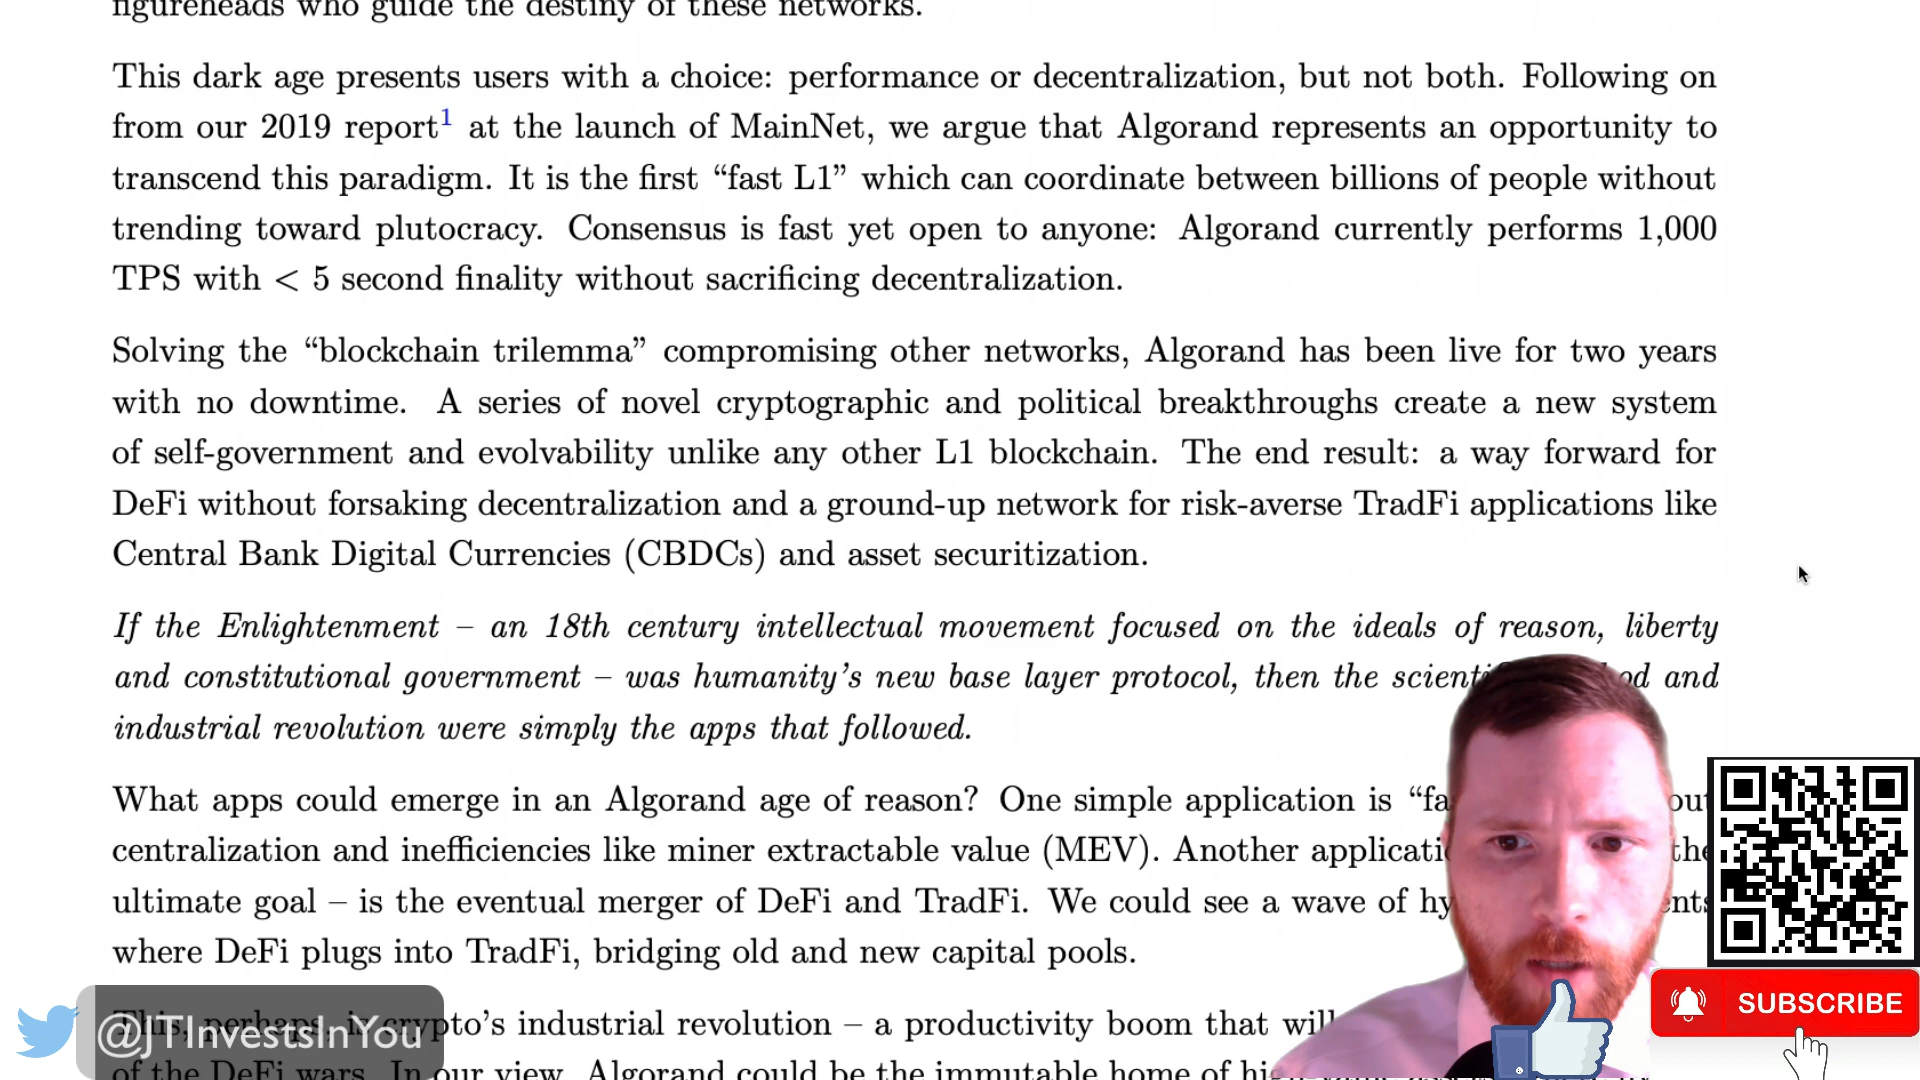 figureheads who guide the destiny of these networks.
This dark age presents users with a choice: performance or decentralization, but not both. Following on
from our 2019 report1 at the launch of MainNet, we argue that Algorand represents an opportunity to
transcend this paradigm. It is the first “fast L1” which can coordinate between billions of people without
trending toward plutocracy. Consensus is fast yet open to anyone: Algorand currently performs 1,000
TPS with < 5 second finality without sacrificing decentralization.
Solving the “blockchain trilemma” compromising other networks, Algorand has been live for two years
with no downtime. A series of novel cryptographic and political breakthroughs create a new system
of self-government and evolvability unlike any other L1 blockchain. The end result: a way forward for
DeFi without forsaking decentralization and a ground-up network for risk-averse TradFi applications like
Central Bank Digital Currencies (CBDCs) and asset securitization.
If the Enlightenment – an 18th century intellectual movement focused on the ideals of reason, liberty
and constitutional government – was humanity’s new base layer protocol, then the and
industrial revolution were simply the apps that followed.
What apps could emerge in an Algorand age of reason? One simple application is
centralization and inefficiencies like miner extractable value (MEV). Another
ultimate goal – is the eventual merger of DeFi and TradFi. We could see a wave of
where DeFi plugs into TradFi, bridging old and new capital pools.
This, perhaps, is crypto’s industrial revolution – a productivity boom that will
of the DeFi wars. In our view, Algorand could be the immutable home of
@JTInvestsInYou
SUBSCRIBE